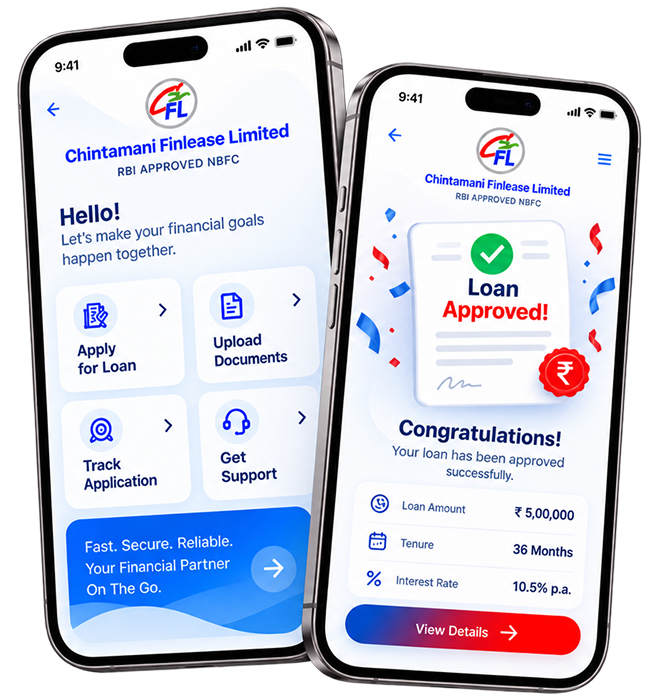 9:41
CFL
Chintamani Finlease Limited
RBI APPROVED NBFC
Hello!
Let's make your financial goals
happen together.
Apply
for Loan
Upload
Documents
Track
Application
Get
Support
Fast. Secure. Reliable.
Your Financial Partner
On The Go.
9:41
CFL
Chintamani Finlease Limited
RBI APPROVED NBFC
Loan
Approved!
₹
Congratulations!
Your loan has been approved
successfully.
Loan Amount ₹ 5,00,000
Tenure 36 Months
% Interest Rate 10.5% p.a.
View Details